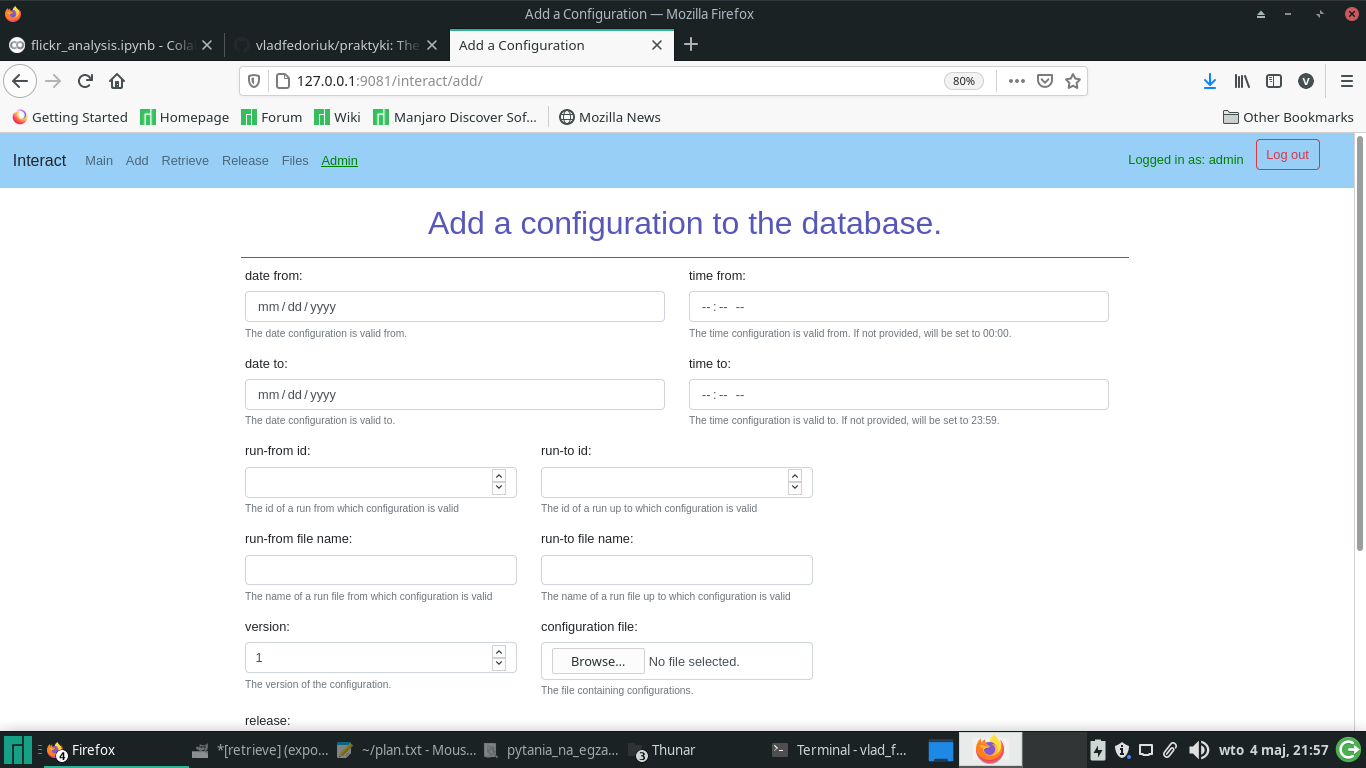 Add a Configuration — Mozilla Firefox
flickr_analysis.ipynb - Cola
vladfedoriuk/praktyki: The
Add a Configuration
127.0.0.1:9081/interact/add/
80%
V
Getting Started
Homepage
Forum
Wiki
Manjaro Discover Sof...
Mozilla News
Other Bookmarks
Interact
Main
Add
Retrieve
Release
Files
Admin
Logged in as: admin
Log out
Add a configuration to the database.
date from:
time from:
mm / dd / yyyy
-- : -- --
The date configuration is valid from.
The time configuration is valid from. If not provided, will be set to 00:00.
date to:
time to:
mm / dd / yyyy
-- : -- --
The date configuration is valid to.
The time configuration is valid to. If not provided, will be set to 23:59.
run-from id:
run-to id:
The id of a run from which configuration is valid
The id of a run up to which configuration is valid
run-from file name:
run-to file name:
The name of a run file from which configuration is valid
The name of a run file up to which configuration is valid
version:
configuration file:
1
Browse...
No file selected.
The version of the configuration.
The file containing configurations.
release:
4
Firefox
*[retrieve] (expo...
~/plan.txt - Mous...
pytania_na_egza...
3
Thunar
Terminal - vlad_f...
wto 4 maj, 21:57